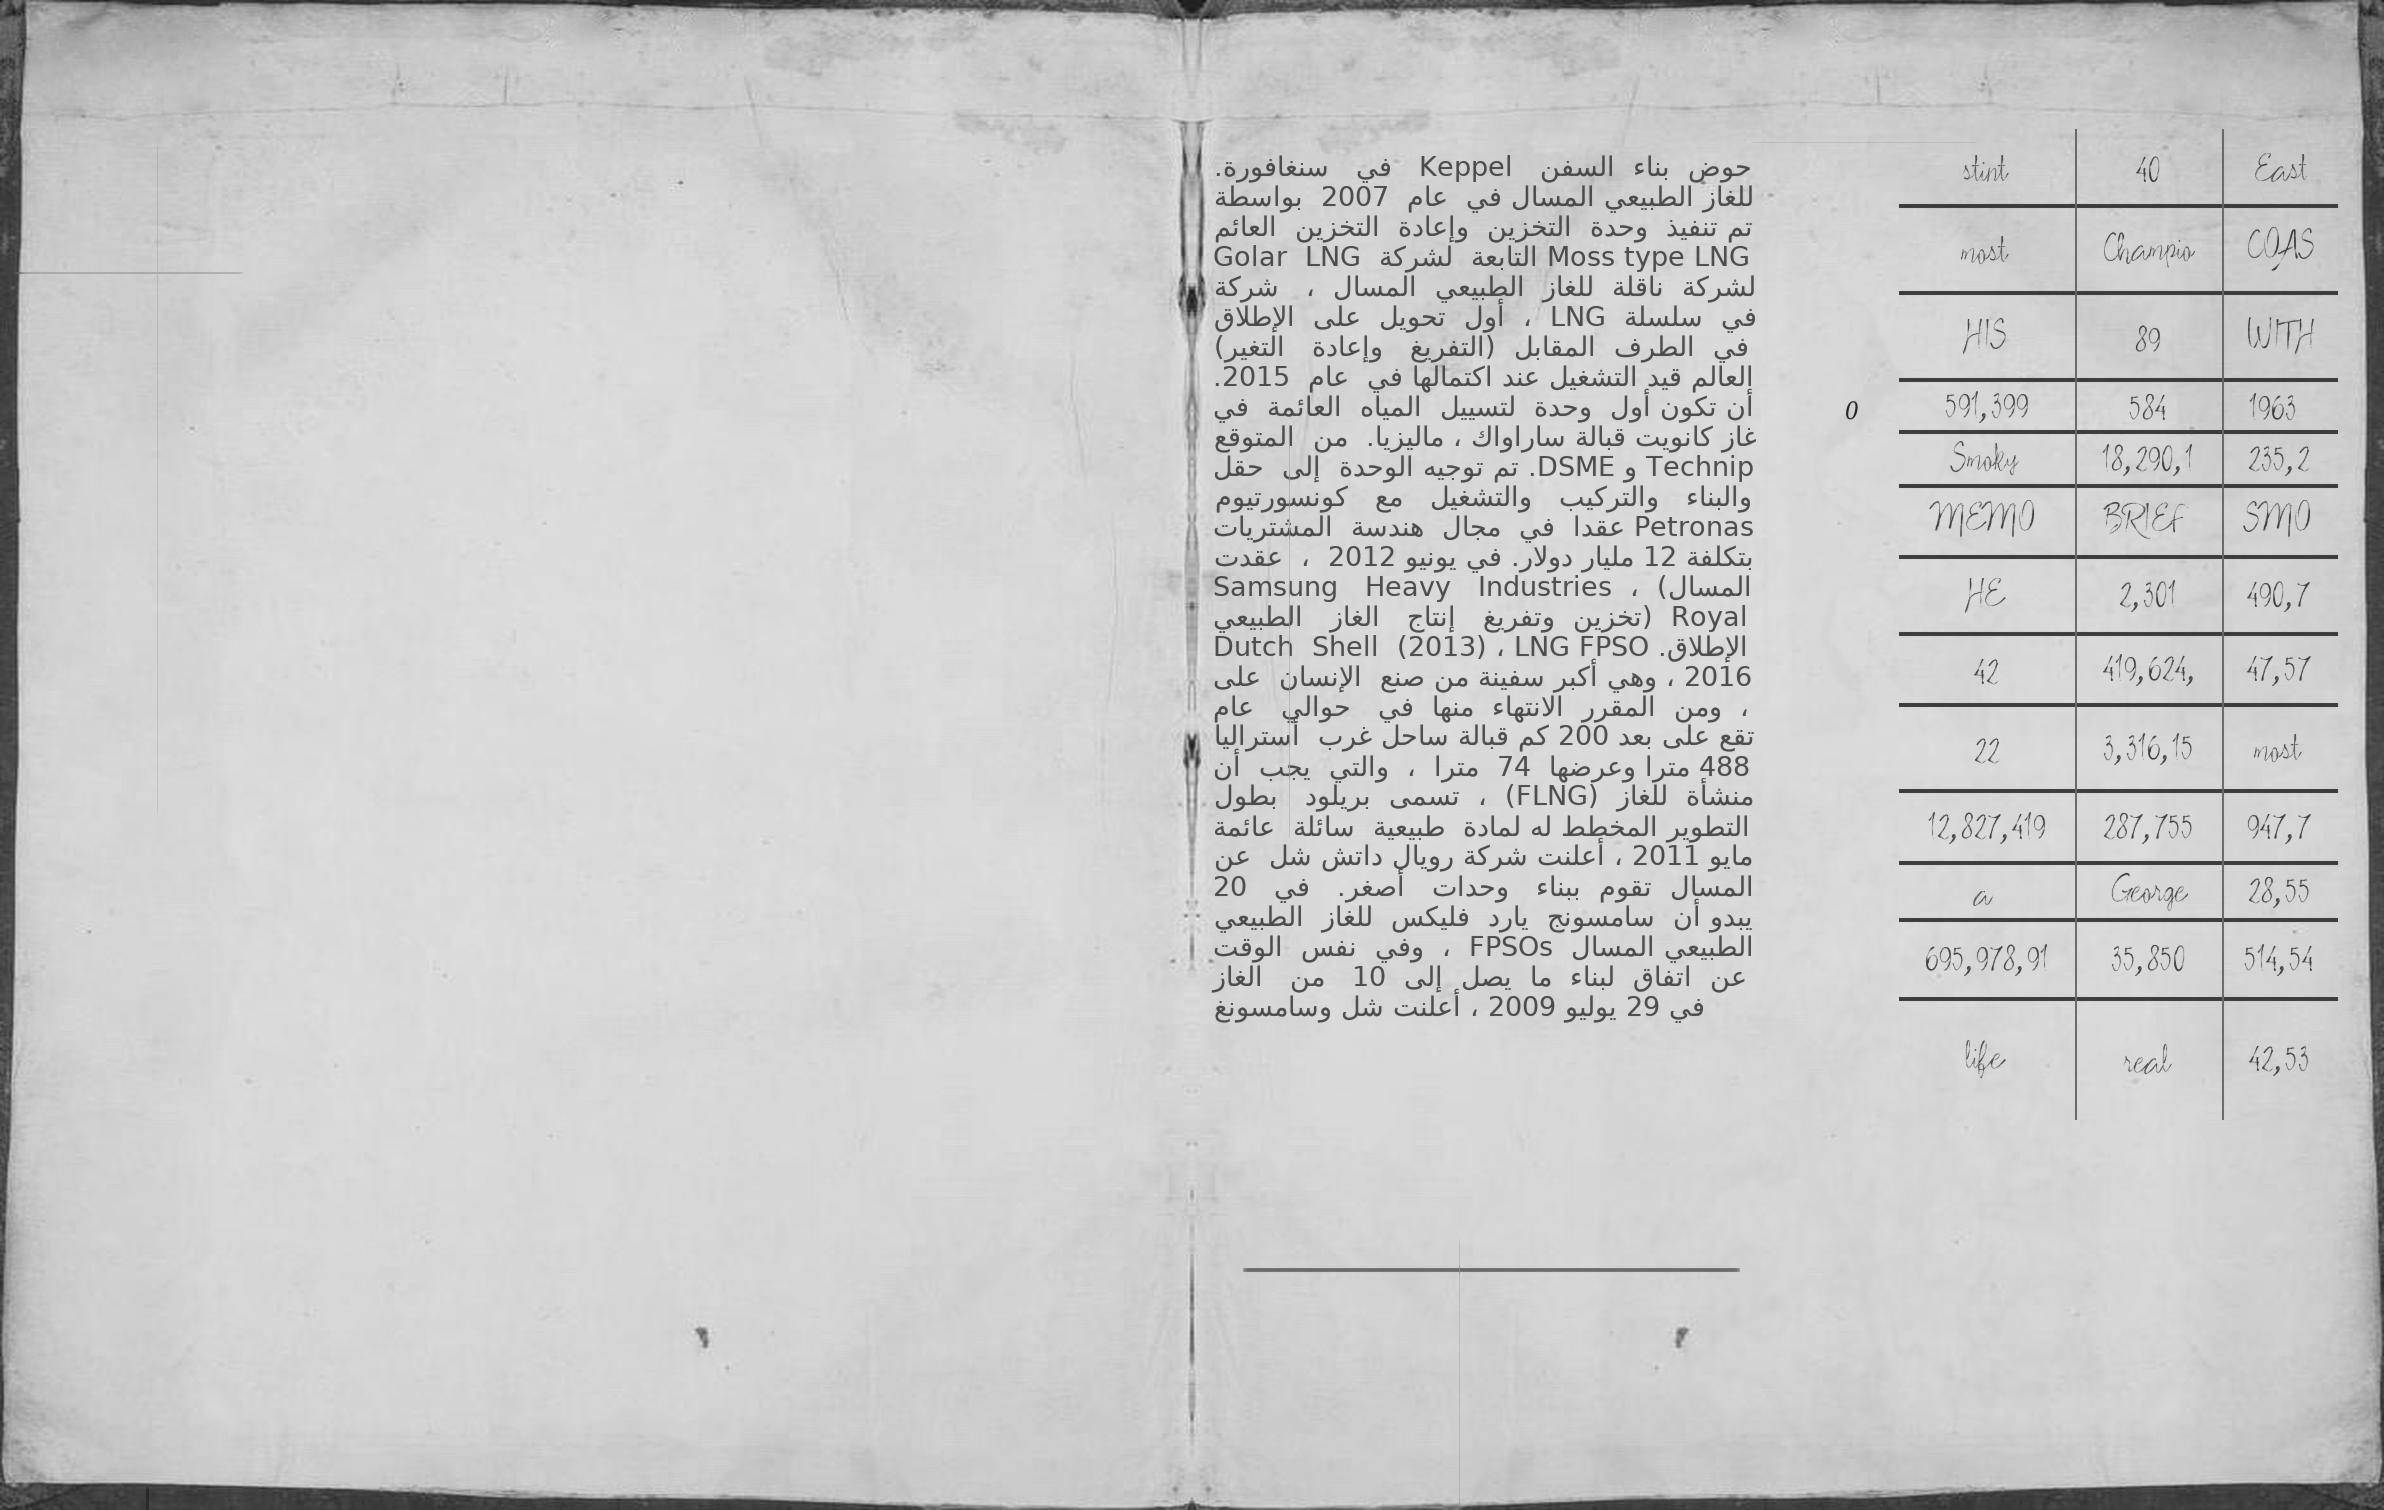 حوض بناء السفن Keppel في سنغافورة.
للغاز الطبيعي المسال في عام 2007 بواسطة
تم تنفيذ وحدة التخزين وإعادة التخزين العائم
Moss type LNG التابعة لشركة Golar LNG
لشركة ناقلة للغاز الطبيعي المسال ، شركة
في سلسلة LNG ، أول تحويل على الإطلاق
في الطرف المقابل (التفريغ وإعادة التغير)
العالم قيد التشغيل عند اكتمالها في عام 2015.
أن تكون أول وحدة لتسييل المياه العائمة في
غاز كانويت قبالة ساراواك ، ماليزيا. من المتوقع
Technip و DSME. تم توجيه الوحدة إلى حقل
والبناء والتركيب والتشغيل مع كونسورتيوم
Petronas عقدا في مجال هندسة المشتريات
بتكلفة 12 مليار دولار. في يونيو 2012 ، عقدت
المسال) ، Samsung Heavy Industries
Royal (تخزين وتفريغ إنتاج الغاز الطبيعي
الإطلاق. Dutch Shell (2013) ، LNG FPSO
2016 ، وهي أكبر سفينة من صنع الإنسان على
، ومن المقرر الانتهاء منها في حوالي عام
تقع على بعد 200 كم قبالة ساحل غرب أستراليا
488 مترا وعرضها 74 مترا ، والتي يجب أن
منشأة للغاز (FLNG) ، تسمى بريلود بطول
التطوير المخطط له لمادة طبيعية سائلة عائمة
مايو 2011 ، أعلنت شركة رويال داتش شل عن
المسال تقوم ببناء وحدات أصغر. في 20
يبدو أن سامسونج يارد فليكس للغاز الطبيعي
الطبيعي المسال FPSOs ، وفي نفس الوقت
عن اتفاق لبناء ما يصل إلى 10 من الغاز
في 29 يوليو 2009 ، أعلنت شل وسامسونغ
stint 40 East
most Champio COAS
HIS 89 WITH
0 591,399 584 1963
Smoky 18,290,1 235,2
MEMO BRIEF SMO
HE 2,301 490,7
42 419,624, 47,57
22 3,316,15 most
12,827,419 287,755 947,7
a George 28,55
695,978,91 35,850 514,54
life real 42,53